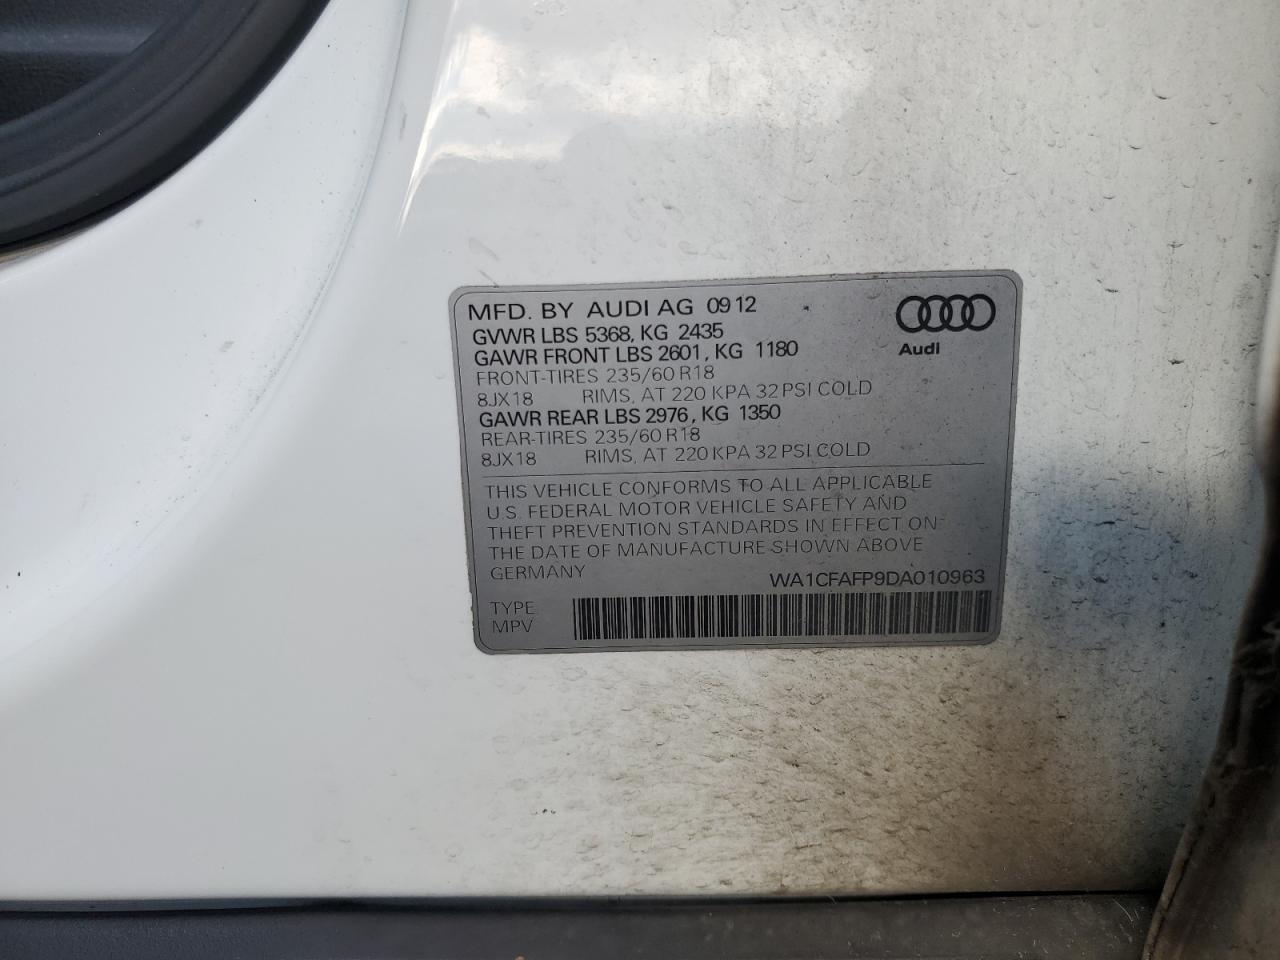 MFD. BY AUDI AG 09 12
GVWR LBS 5368, KG 2435
GAWR FRONT LBS 2601, KG 1180
FRONT-TIRES 235/60 R18
8JX18 RIMS, AT 220 KPA 32 PSI COLD
GAWR REAR LBS 2976, KG 1350
REAR-TIRES 235/60 R18
8JX18 RIMS, AT 220 KPA 32 PSI COLD
Audi
THIS VEHICLE CONFORMS TO ALL APPLICABLE
U.S. FEDERAL MOTOR VEHICLE SAFETY AND
THEFT PREVENTION STANDARDS IN EFFECT ON
THE DATE OF MANUFACTURE SHOWN ABOVE
GERMANY
WA1CFAFP9DA010963
TYPE
MPV